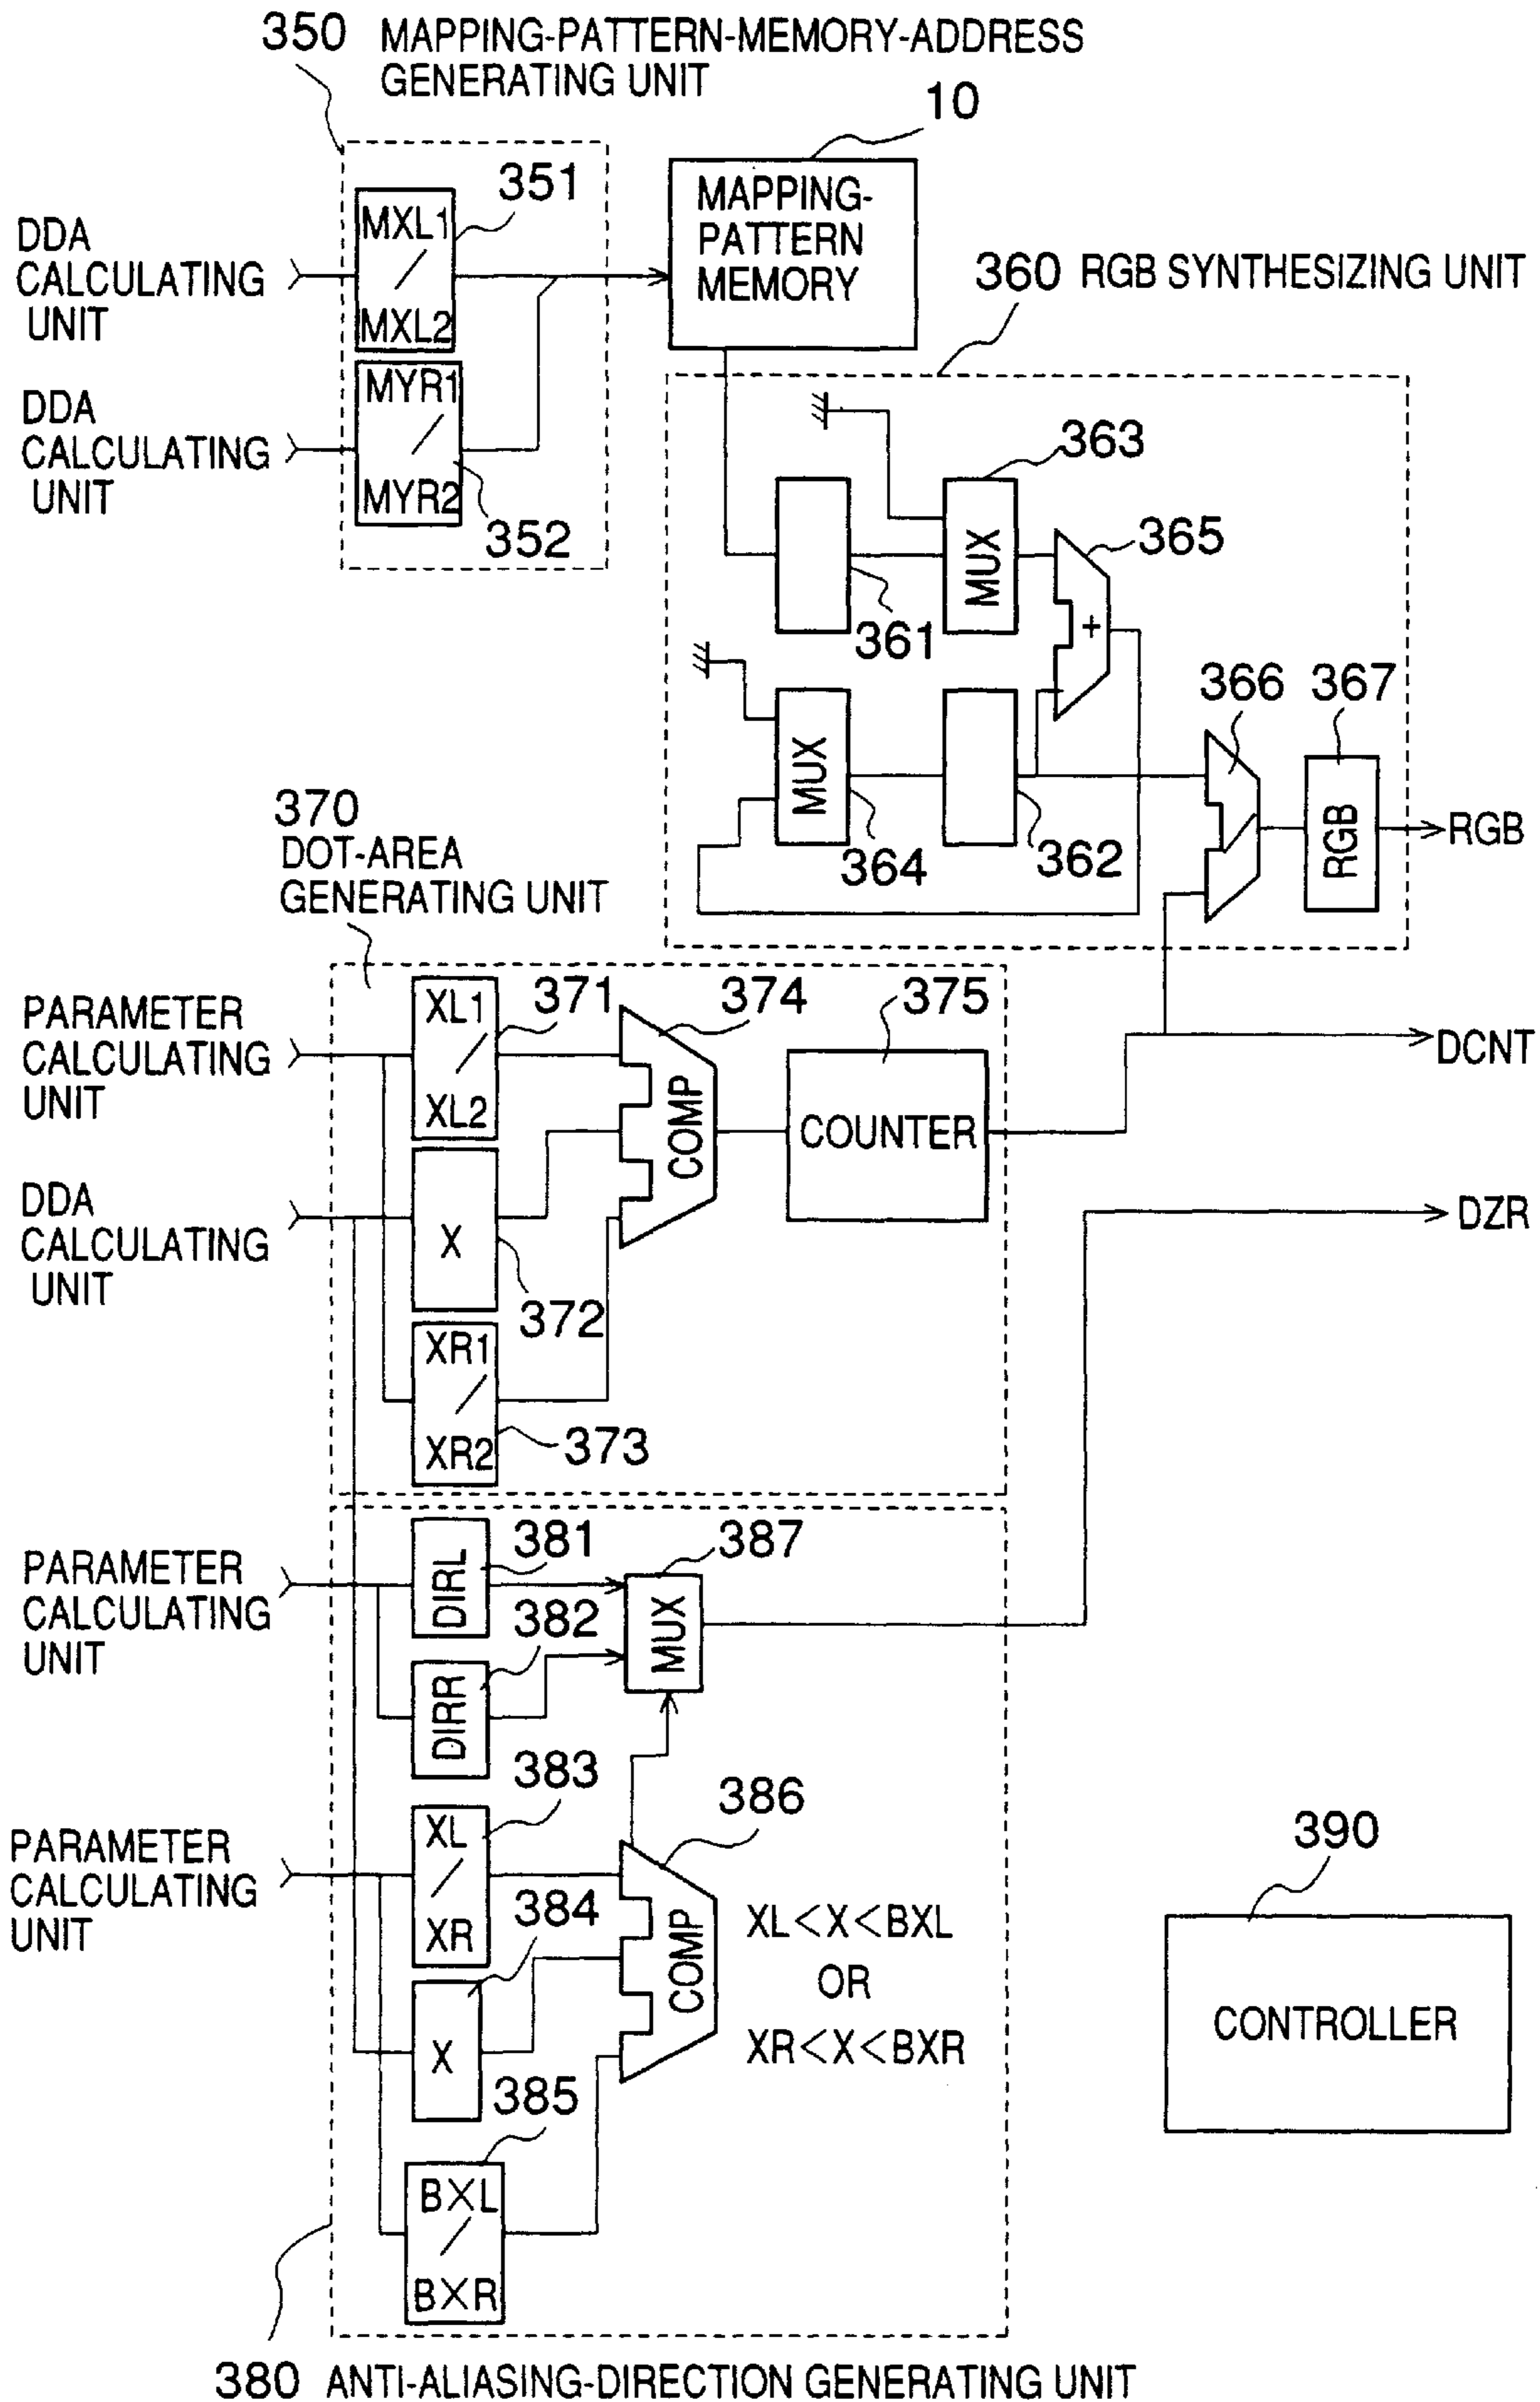 350 MAPPING-PATTERN-MEMORY-ADDRESS
GENERATING UNIT
10
351
MXL1
/
MXL2
DDA
CALCULATING
UNIT
MAPPING-
PATTERN
MEMORY
360 RGB SYNTHESIZING UNIT
DDA
CALCULATING
UNIT
MYR1
/
MYR2
352
363
MUX
365
361
+
366
367
MUX
364
362
RGB
RGB
370
DOT-AREA
GENERATING UNIT
PARAMETER
CALCULATING
UNIT
XL1
/
XL2
371
374
375
DCNT
COMP
COUNTER
DDA
CALCULATING
UNIT
X
372
DZR
XR1
/
XR2
373
PARAMETER
CALCULATING
UNIT
DIRL
381
387
382
MUX
DIRR
383
PARAMETER
CALCULATING
UNIT
XL
/
XR
384
386
COMP
XL<X<BXL
OR
XR<X<BXR
390
CONTROLLER
X
385
BXL
/
BXR
380 ANTI-ALIASING-DIRECTION GENERATING UNIT